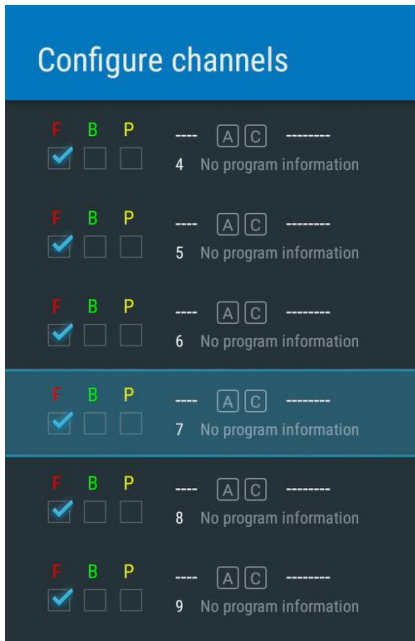 Configure channels
F B P ---- A C --------
4 No program information
F B P ---- A C --------
5 No program information
F B P ---- A C --------
6 No program information
F B P ---- A C --------
7 No program information
F B P ---- A C --------
8 No program information
F B P ---- A C --------
9 No program information